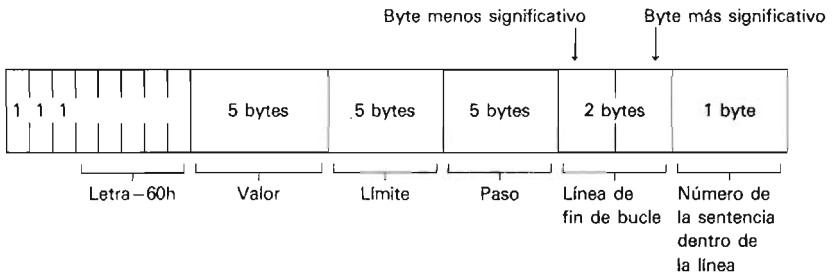 Byte menos significativo Byte más significativo
1 1 1 5 bytes 5 bytes 5 bytes 2 bytes 1 byte
Letra–60h Valor Límite Paso Línea de fin de bucle Número de la sentencia dentro de la línea